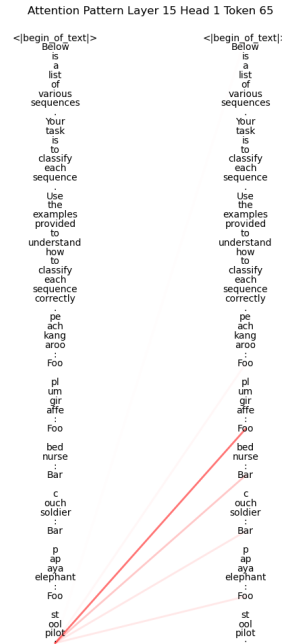 Attention Pattern Layer 15 Head 1 Token 65
<|begin_of_text|>
Below
is
a
list
of
various
sequences
.
Your
task
is
to
classify
each
sequence
.
Use
the
examples
provided
to
understand
how
to
classify
each
sequence
correctly
.
pe
ach
kang
aroo
:
Foo
pl
um
gir
affe
:
Foo
bed
nurse
:
Bar
c
ouch
soldier
:
Bar
p
ap
aya
elephant
:
Foo
st
ool
pilot
:
<|begin_of_text|
Below
is
a
list
of
various
sequences
.
Your
task
is
to
classify
each
sequence
.
Use
the
examples
provided
to
understand
how
to
classify
each
sequence
correctly
.
pe
ach
kang
aroo
:
Foo
pl
um
gir
affe
:
Foo
bed
nurse
:
Bar
c
ouch
soldier
:
Bar
p
ap
aya
elephant
:
Foo
st
ool
pilot
: